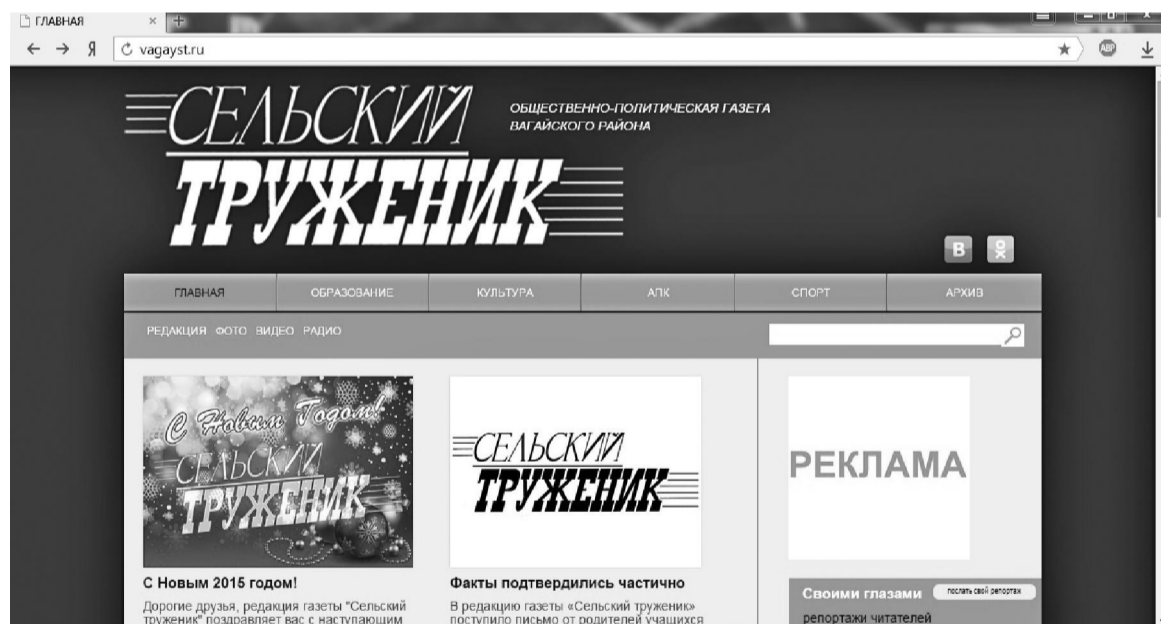 ГЛАВНАЯ
Я vagayst.ru ABP
СЕЛЬСКИЙ
ТРУЖЕНИК
ОБЩЕСТВЕННО-ПОЛИТИЧЕСКАЯ ГАЗЕТА
ВАГАЙСКОГО РАЙОНА
ГЛАВНАЯ ОБРАЗОВАНИЕ КУЛЬТУРА АПК СПОРТ АРХИВ
РЕДАКЦИЯ ФОТО ВИДЕО РАДИО
С Новым Годом!
СЕЛЬСКИЙ
ТРУЖЕНИК
С Новым 2015 годом!
Дорогие друзья, редакция газеты "Сельский
труженик" поздравляет вас с наступающим
СЕЛЬСКИЙ
ТРУЖЕНИК
Факты подтвердились частично
В редакцию газеты «Сельский труженик»
поступило письмо от родителей учащихся
РЕКЛАМА
Своими глазами послать свой репортаж
репортажи читателей